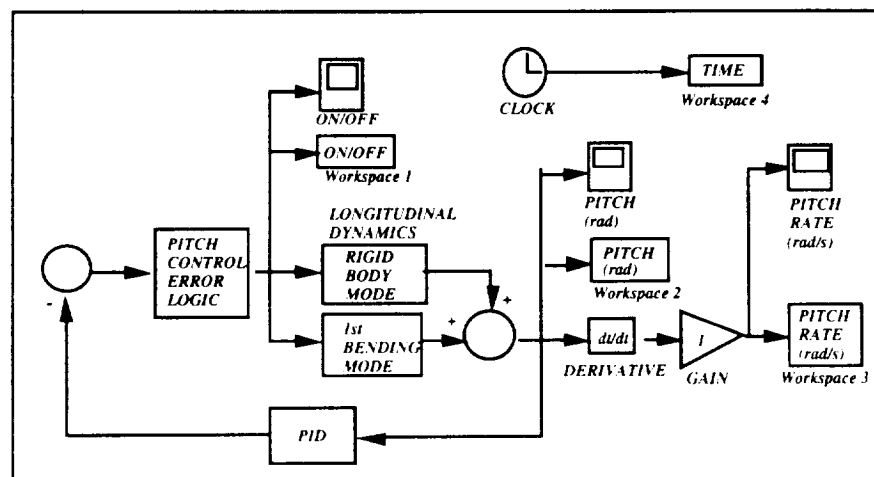 TIME
CLOCK
Workspace 4
ON/OFF
ON/OFF
Workspace 1
PITCH
(rad)
PITCH
RATE
(rad/s)
LONGITUDINAL
DYNAMICS
PITCH
CONTROL
ERROR
LOGIC
RIGID
BODY
MODE
PITCH
(rad)
Workspace 2
-
+
+
1st
BENDING
MODE
dt/dt
DERIVATIVE
1
GAIN
PITCH
RATE
(rad/s)
Workspace 3
PID